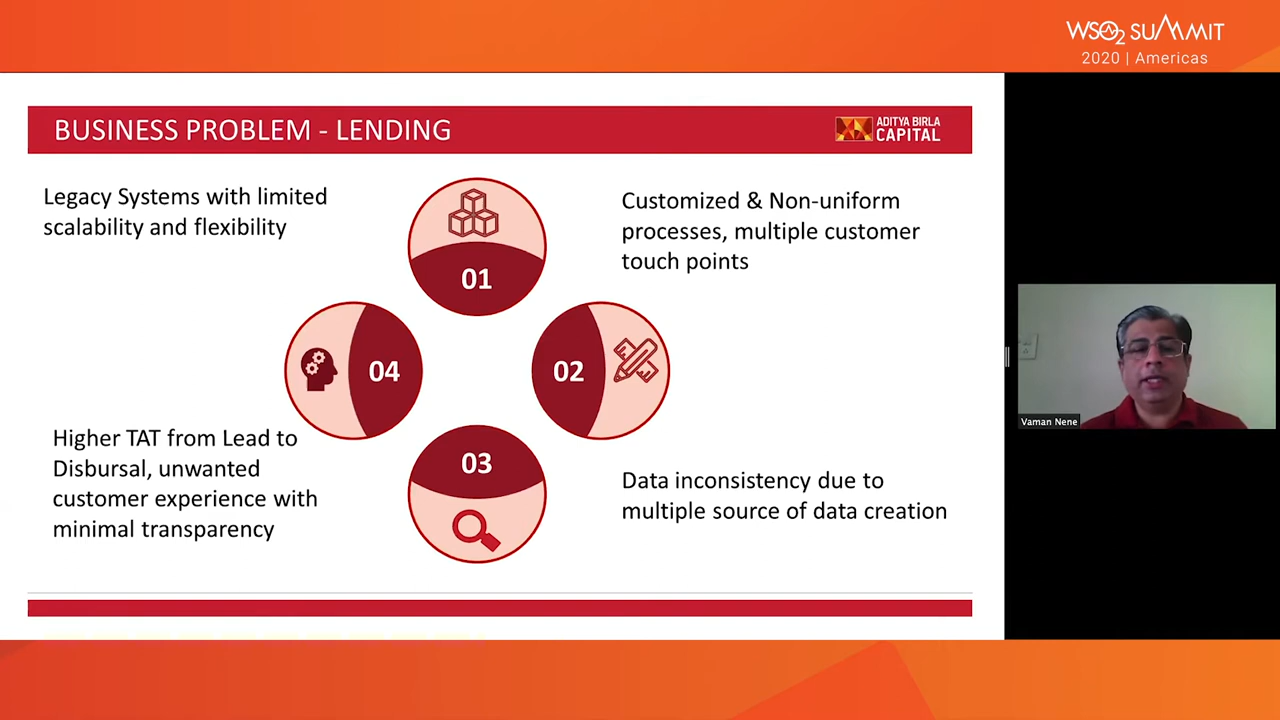 WSO2 SUMMIT
2020 | Americas
BUSINESS PROBLEM - LENDING
ADITYA BIRLA
CAPITAL
Legacy Systems with limited
scalability and flexibility
01
Customized & Non-uniform
processes, multiple customer
touch points
04
02
Higher TAT from Lead to
Disbursal, unwanted
customer experience with
minimal transparency
03
Data inconsistency due to
multiple source of data creation
Vaman Nene